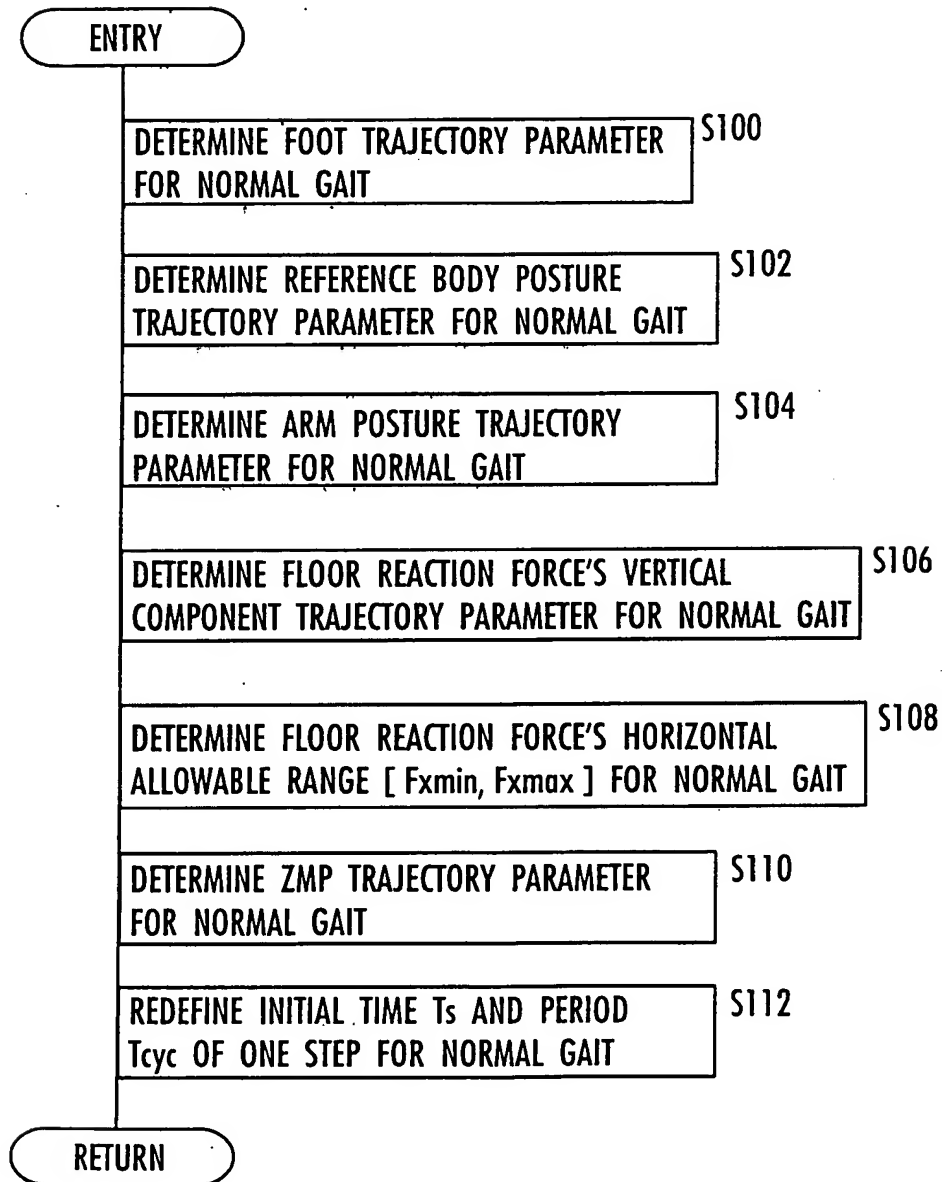 ENTRY
S100
DETERMINE FOOT TRAJECTORY PARAMETER
FOR NORMAL GAIT
S102
DETERMINE REFERENCE BODY POSTURE
TRAJECTORY PARAMETER FOR NORMAL GAIT
S104
DETERMINE ARM POSTURE TRAJECTORY
PARAMETER FOR NORMAL GAIT
S106
DETERMINE FLOOR REACTION FORCE'S VERTICAL
COMPONENT TRAJECTORY PARAMETER FOR NORMAL GAIT
S108
DETERMINE FLOOR REACTION FORCE'S HORIZONTAL
ALLOWABLE RANGE [ Fxmin, Fxmax ] FOR NORMAL GAIT
S110
DETERMINE ZMP TRAJECTORY PARAMETER
FOR NORMAL GAIT
S112
REDEFINE INITIAL TIME Ts AND PERIOD
Tcyc OF ONE STEP FOR NORMAL GAIT
RETURN